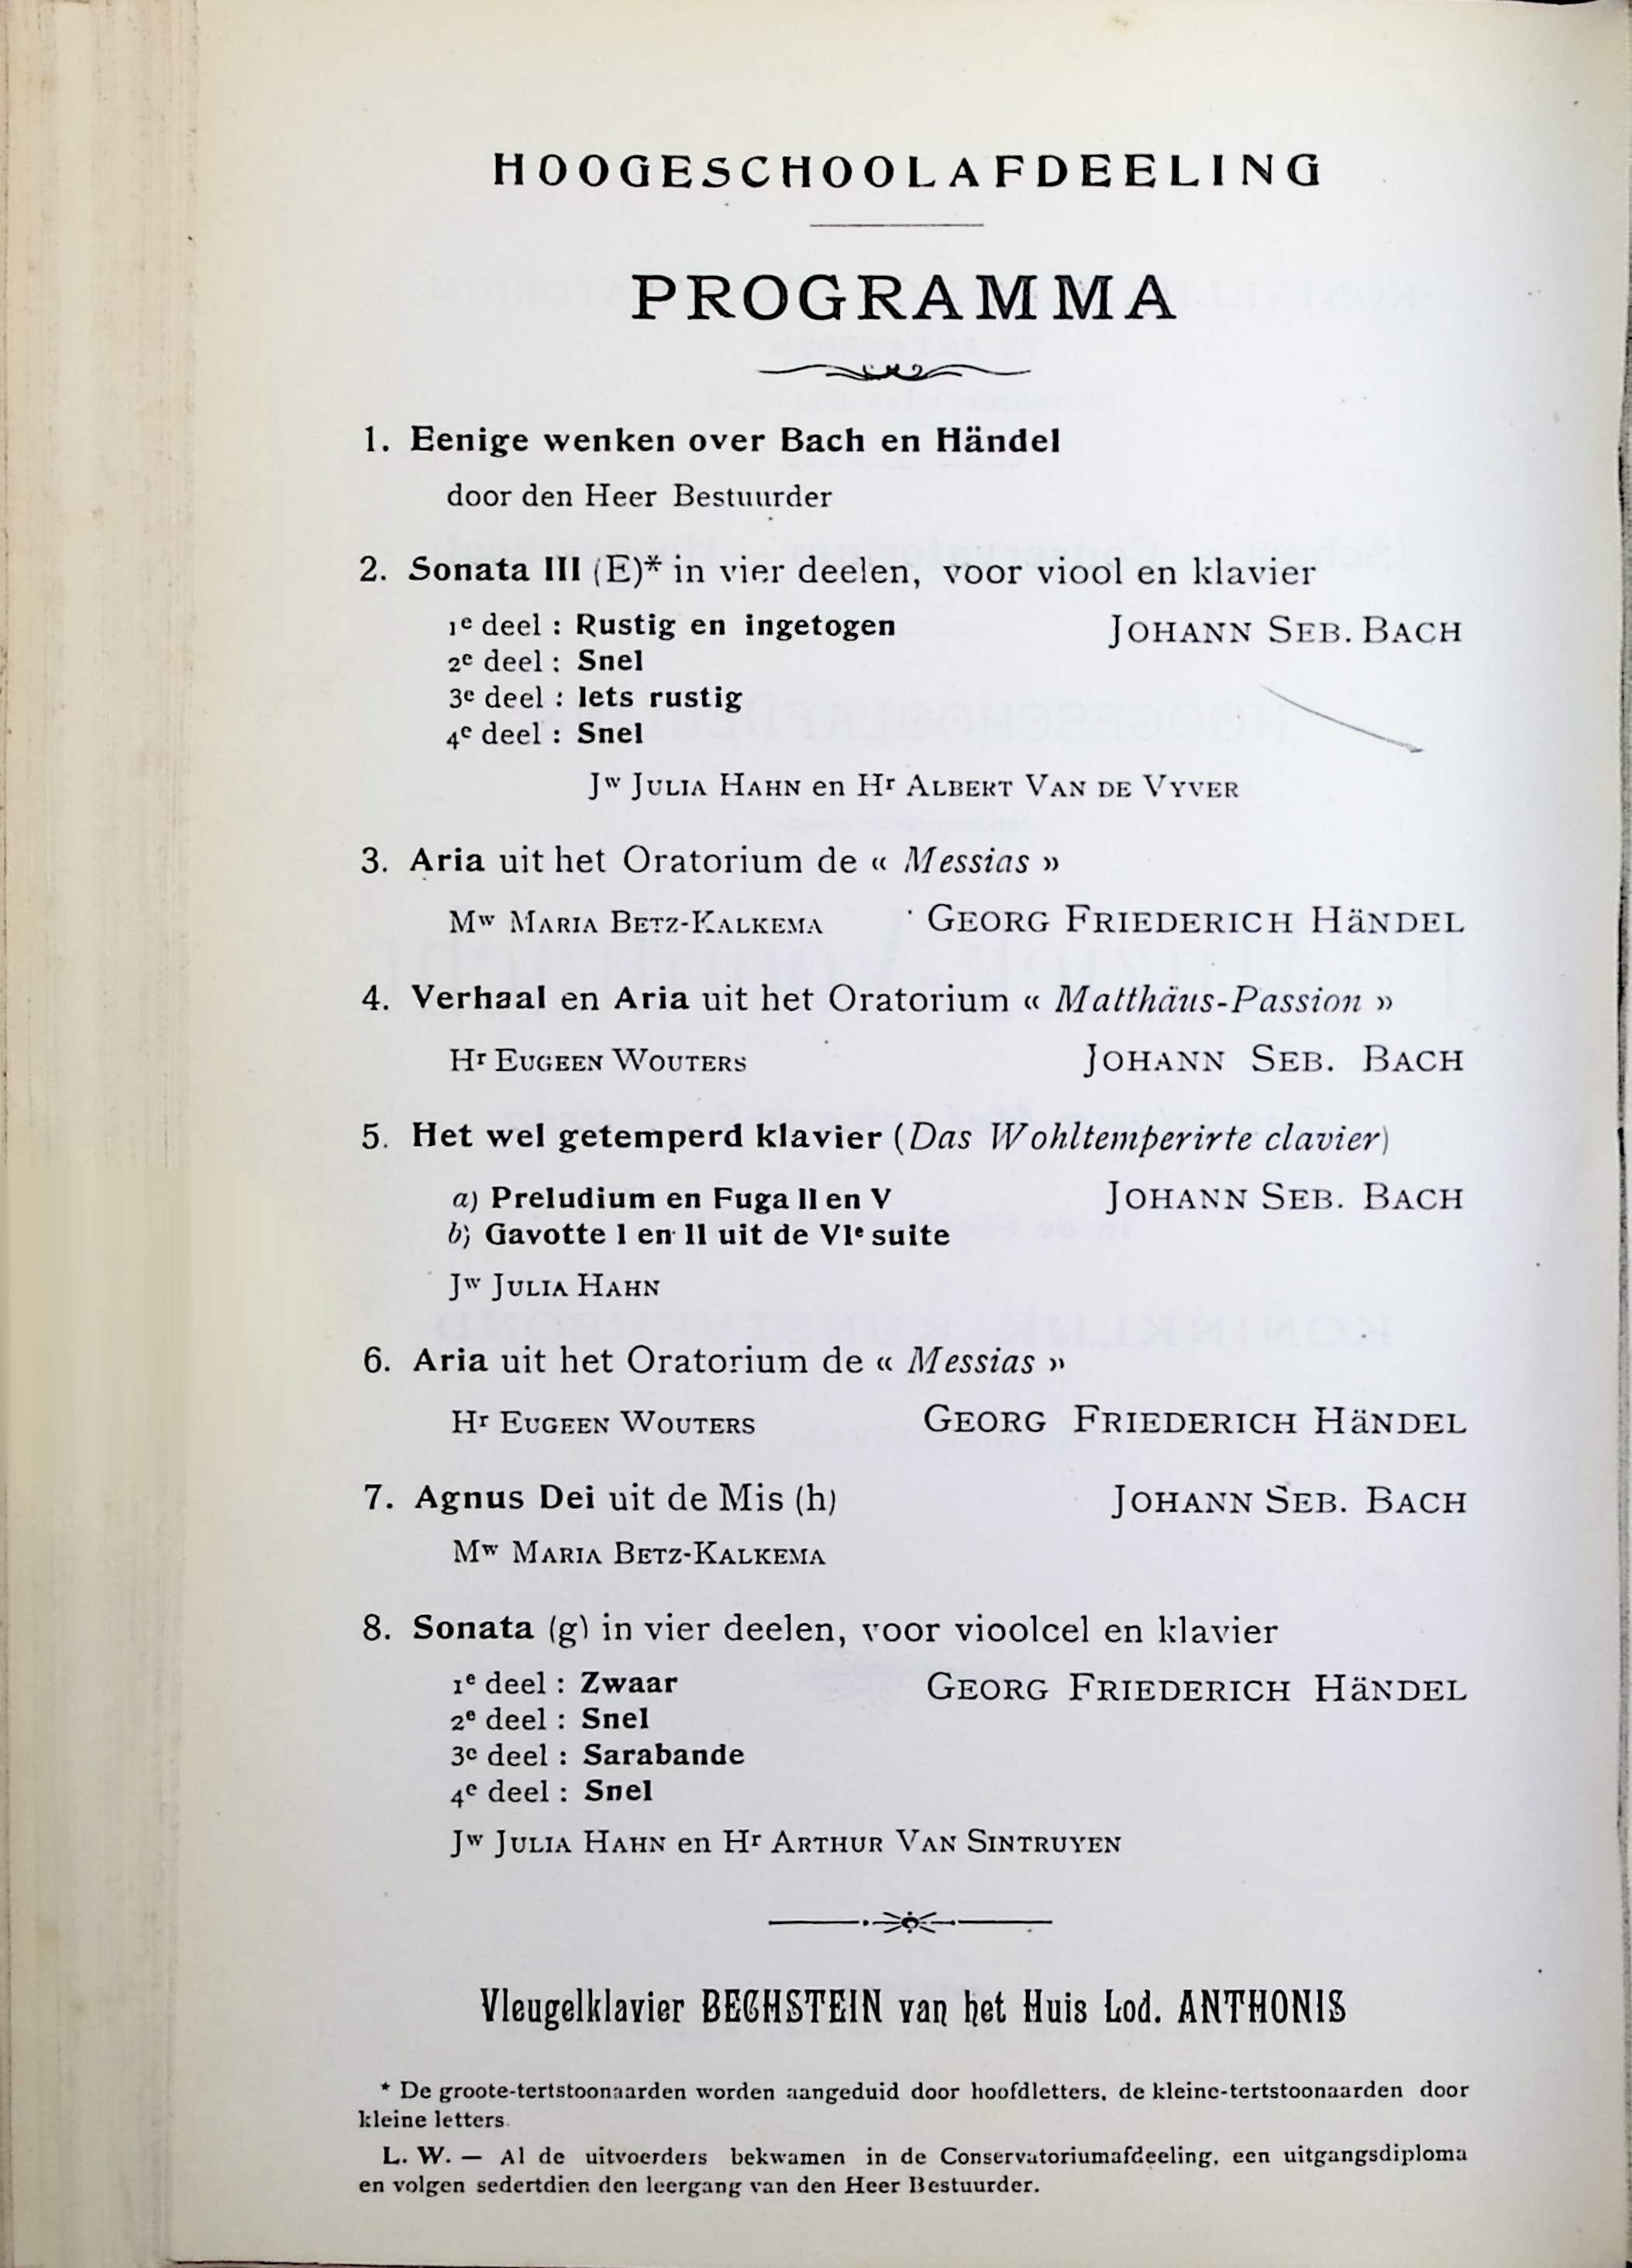 HOOGESCHOOLAFDEELING
PROGRAMMA
1. Eenige wenken over Bach en Händel
door den Heer Bestuurder
2. Sonata III (E)* in vier deelen, voor viool en klavier
1e deel : Rustig en ingetogen JOHANN SEB. BACH
2e deel : Snel
3e deel : Iets rustig
4e deel : Snel
Jw JULIA HAHN en Hr ALBERT VAN DE VYVER
3. Aria uit het Oratorium de « Messias »
Mw MARIA BETZ-KALKEMA GEORG FRIEDERICH HäNDEL
4. Verhaal en Aria uit het Oratorium « Matthäus-Passion »
Hr EUGEEN WOUTERS JOHANN SEB. BACH
5. Het wel getemperd klavier (Das Wohltemperirte clavier)
a) Preludium en Fuga II en V JOHANN SEB. BACH
b) Gavotte I en II uit de VIe suite
Jw JULIA HAHN
6. Aria uit het Oratorium de « Messias »
Hr EUGEEN WOUTERS GEORG FRIEDERICH HäNDEL
7. Agnus Dei uit de Mis (h) JOHANN SEB. BACH
Mw MARIA BETZ-KALKEMA
8. Sonata (g) in vier deelen, voor vioolcel en klavier
1e deel : Zwaar GEORG FRIEDERICH HäNDEL
2e deel : Snel
3e deel : Sarabande
4e deel : Snel
Jw JULIA HAHN en Hr ARTHUR VAN SINTRUYEN
Vleugelklavier BECHSTEIN van het Huis Lod. ANTHONIS
* De groote-tertstoonaarden worden aangeduid door hoofdletters, de kleine-tertstoonaarden door
kleine letters.
L. W. — Al de uitvoerders bekwamen in de Conservatoriumafdeeling, een uitgangsdiploma
en volgen sedertdien den leergang van den Heer Bestuurder.